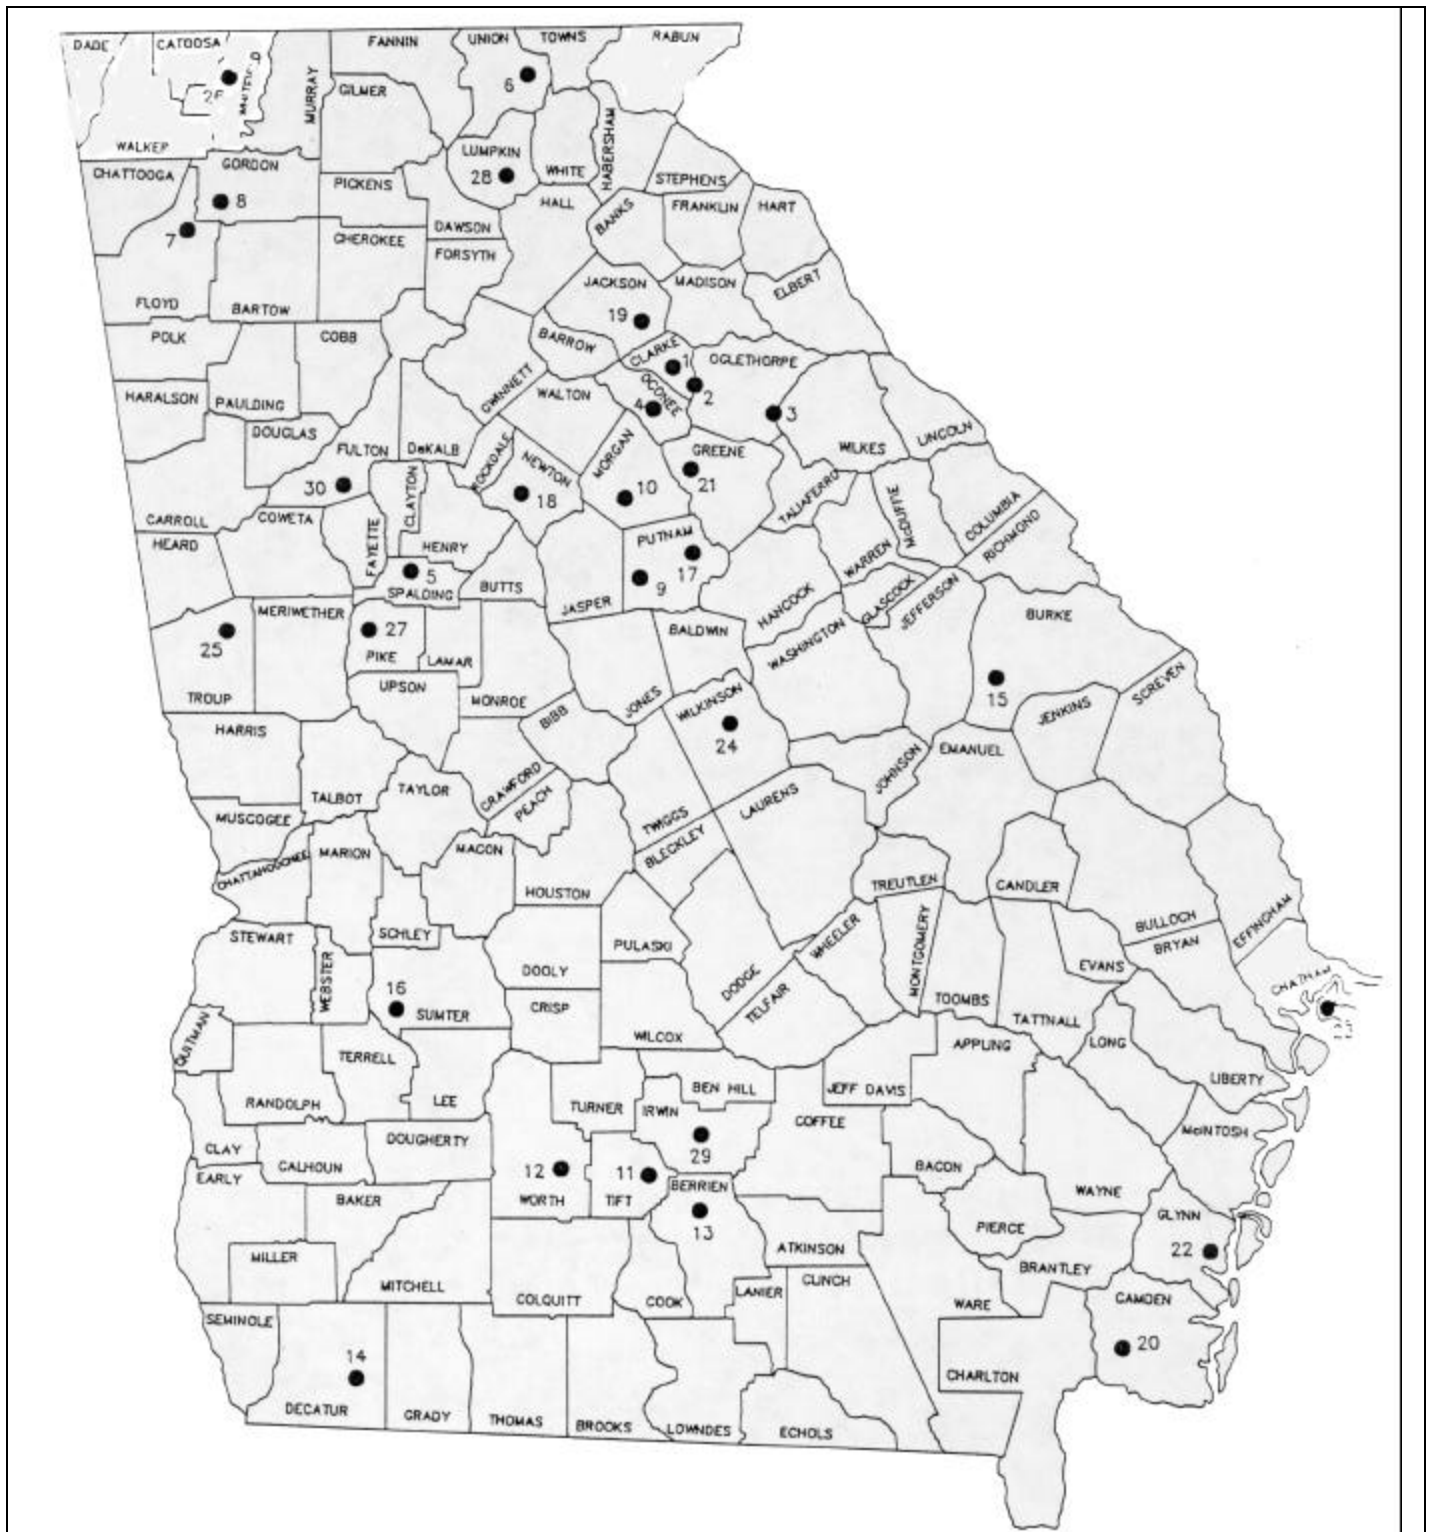 DADE
CATOOSA
FANNIN
UNION
TOWNS
RABUN
6
MURRAY
GILMER
WALKER
GORDON
LUMPKIN
28
WHITE
HABERSHAM
CHATTOOGA
PICKENS
STEPHENS
8
HALL
BANKS
FRANKLIN
HART
7
DAWSON
CHEROKEE
FORSYTH
JACKSON
MADISON
ELBERT
FLOYD
BARTOW
19
POLK
COBB
BARROW
CLARKE
1
OGLETHORPE
HARALSON
PAULDING
GWINNETT
WALTON
OCONEE
4
2
3
DOUGLAS
FULTON
DeKALB
ROCKDALE
NEWTON
MORGAN
GREENE
WILKES
LINCOLN
30
CLAYTON
18
10
21
TALIAFERRO
McDUFFIE
COLUMBIA
CARROLL
COWETA
RICHMOND
HEARD
FAYETTE
HENRY
PUTNAM
WARREN
5
17
SPALDING
BUTTS
9
JASPER
HANCOCK
GLASCOCK
JEFFERSON
MERIWETHER
BURKE
25
27
BALDWIN
WASHINGTON
PIKE
LAMAR
TROUP
UPSON
MONROE
JONES
WILKINSON
15
JENKINS
SCREVEN
HARRIS
BIBB
24
EMANUEL
TALBOT
TAYLOR
CRAWFORD
PEACH
JOHNSON
MUSCOGEE
TWIGGS
LAURENS
CHATTAHOOCHEE
MARION
MACON
BLECKLEY
HOUSTON
TREUTLEN
CANDLER
STEWART
SCHLEY
PULASKI
WHEELER
MONTGOMERY
BULLOCH
EFFINGHAM
WEBSTER
DOOLY
DODGE
EVANS
BRYAN
16
CRISP
TELFAIR
TOOMBS
CHATHAM
SUMTER
TATTNALL
QUITMAN
TERRELL
WILCOX
APPLING
LONG
RANDOLPH
LEE
TURNER
IRWIN
BEN HILL
JEFF DAVIS
LIBERTY
COFFEE
McINTOSH
CLAY
CALHOUN
DOUGHERTY
29
12
11
BACON
EARLY
BAKER
WORTH
TIFT
BERRIEN
WAYNE
13
PIERCE
GLYNN
MILLER
ATKINSON
22
MITCHELL
BRANTLEY
COLQUITT
COOK
LANIER
CLINCH
WARE
CAMDEN
SEMINOLE
14
20
CHARLTON
DECATUR
GRADY
THOMAS
BROOKS
LOWNDES
ECHOLS